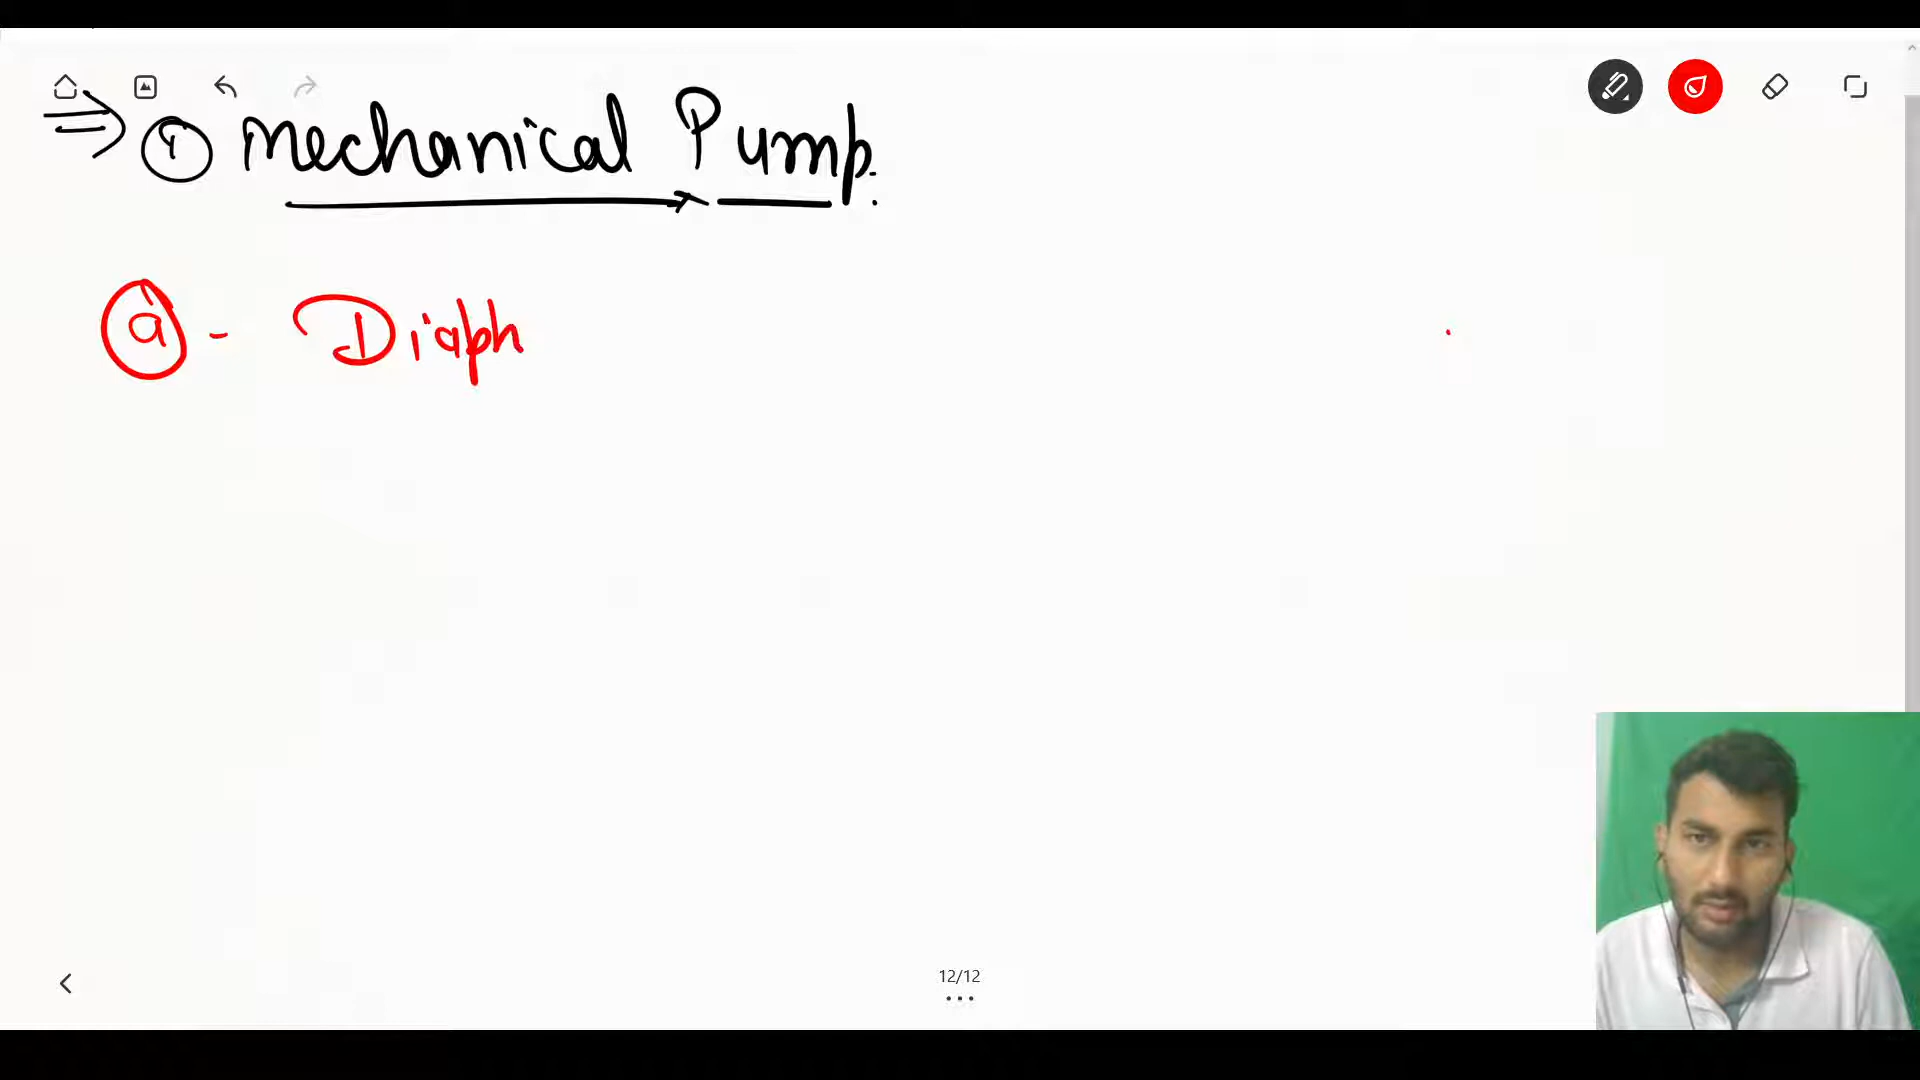 ⇒ ① Mechanical Pump.
ⓐ - Diaph
12/12